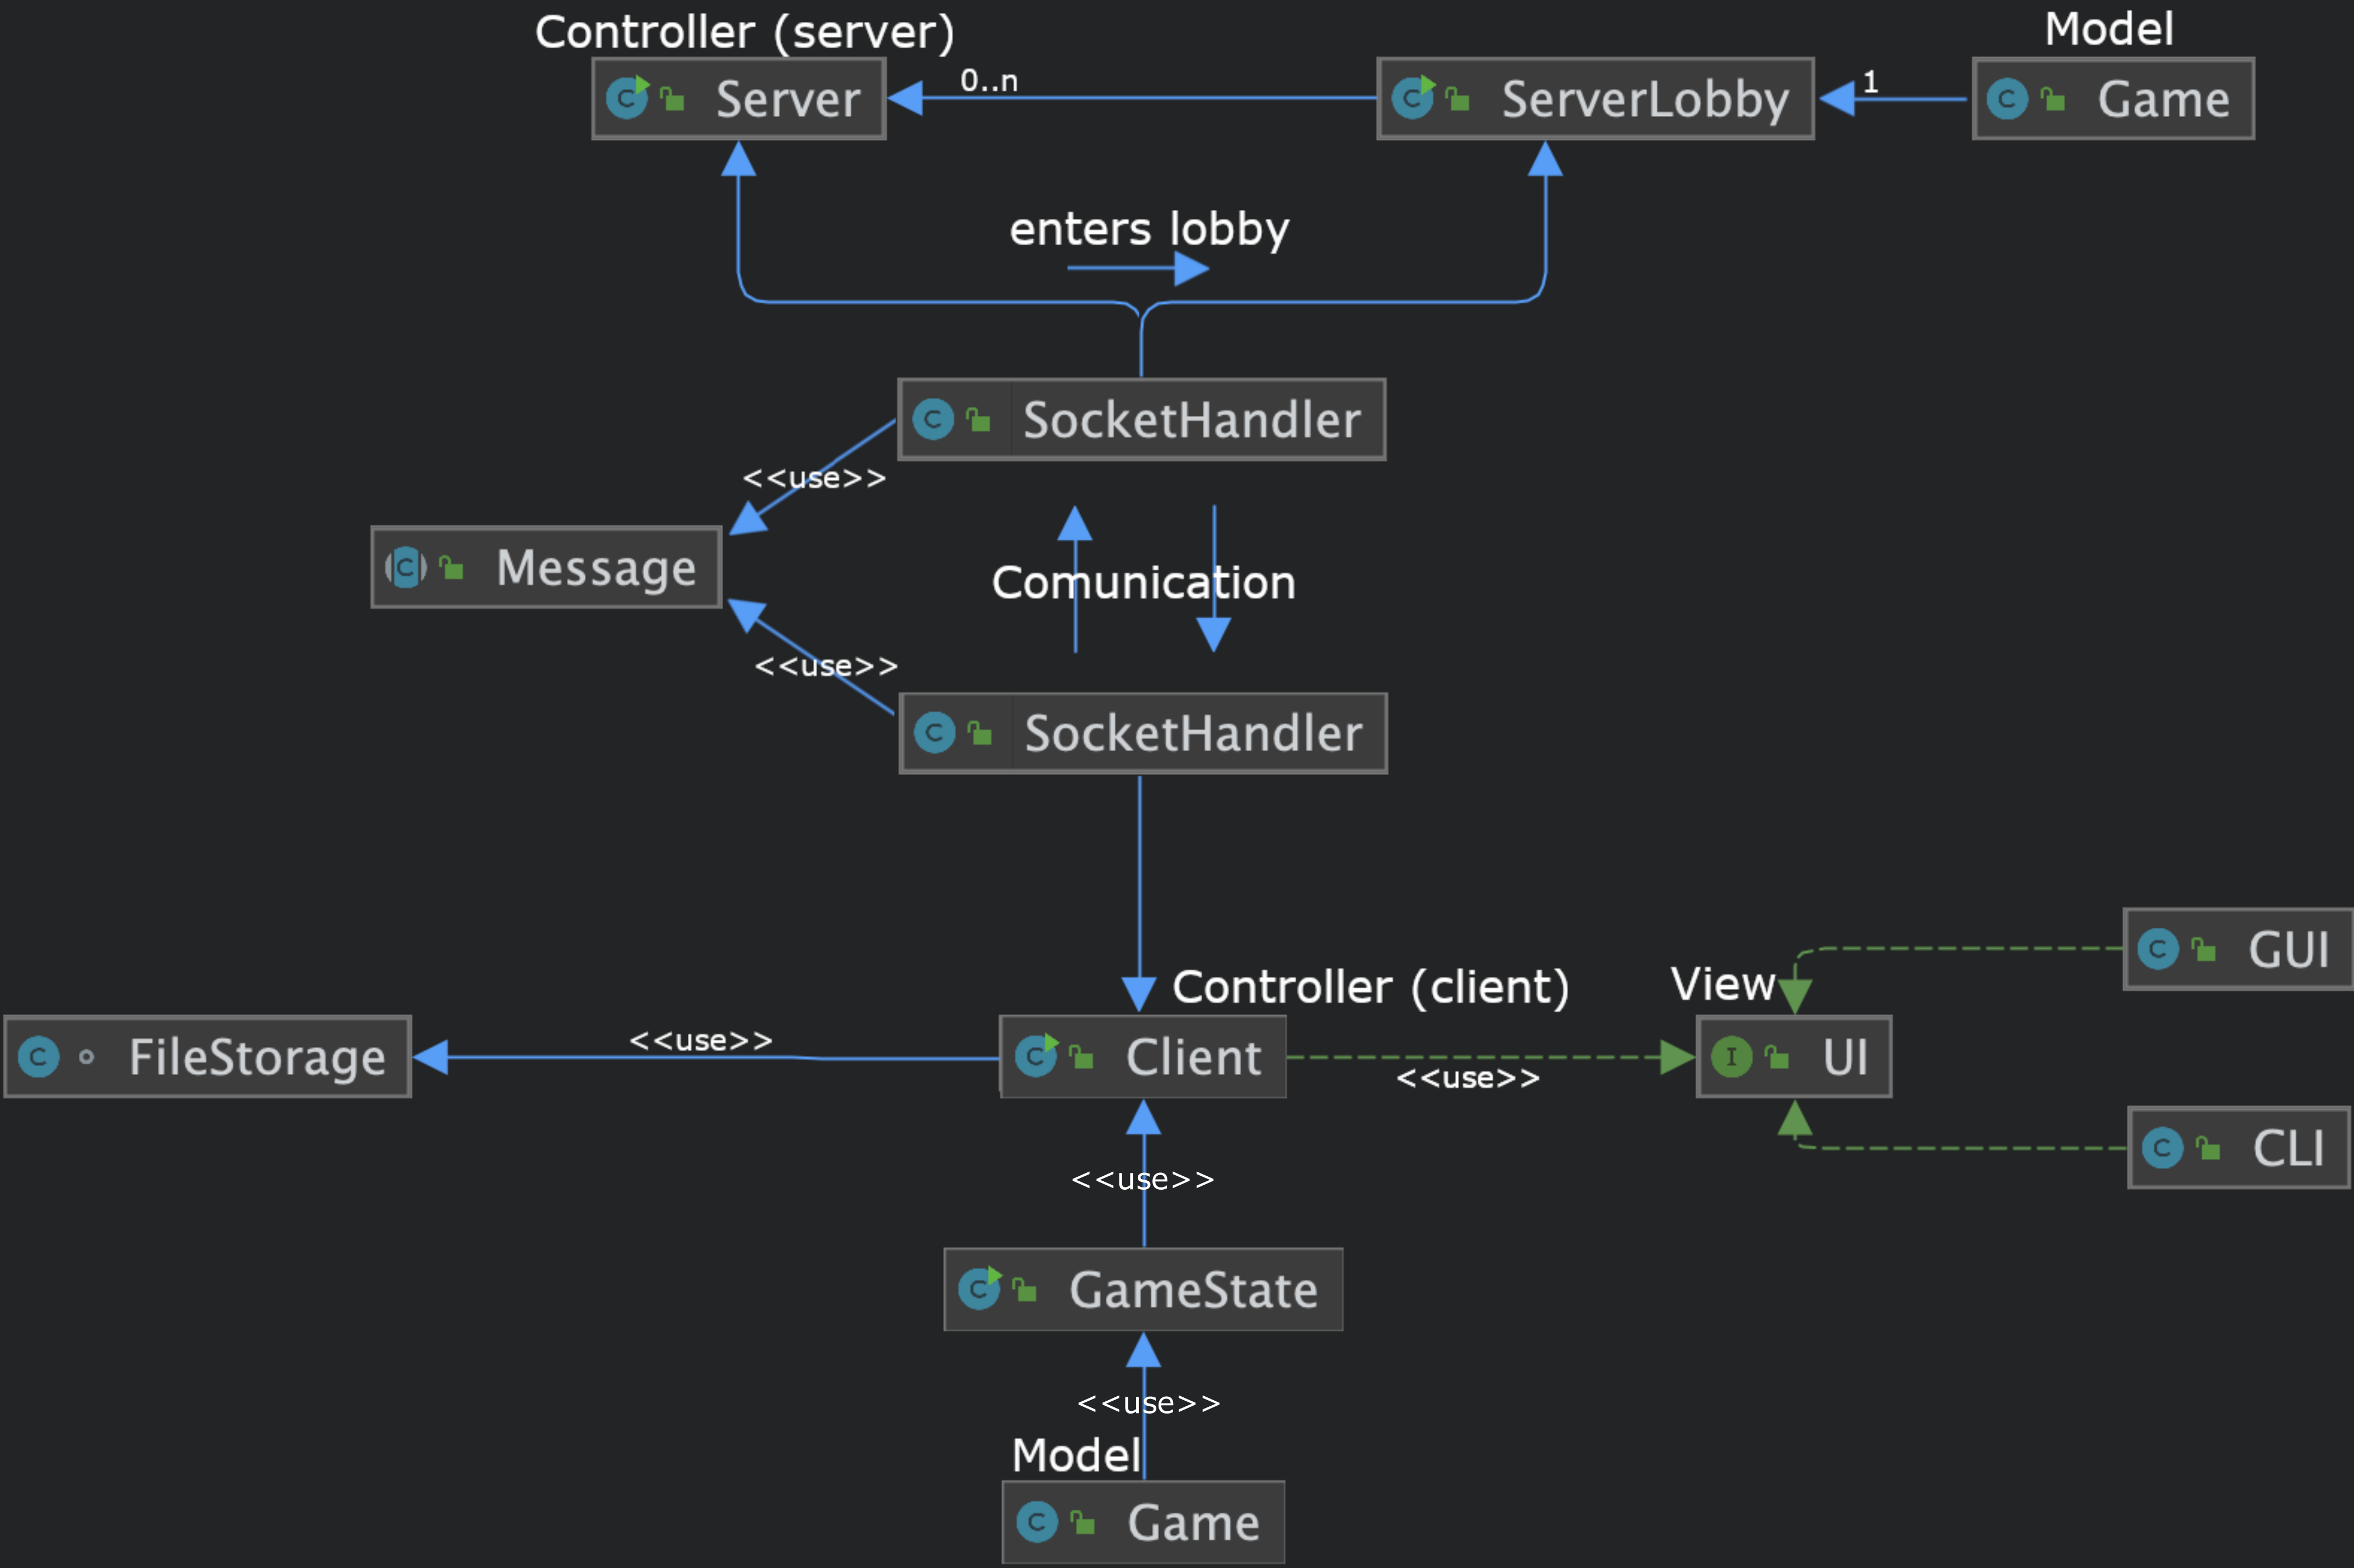 Controller (server)
Model
Server
0..n
ServerLobby
1
Game
enters lobby
SocketHandler
<<use>>
Message
Comunication
<<use>>
SocketHandler
GUI
Controller (client)
View
FileStorage
<<use>>
Client
<<use>>
UI
CLI
<<use>>
GameState
<<use>>
Model
Game